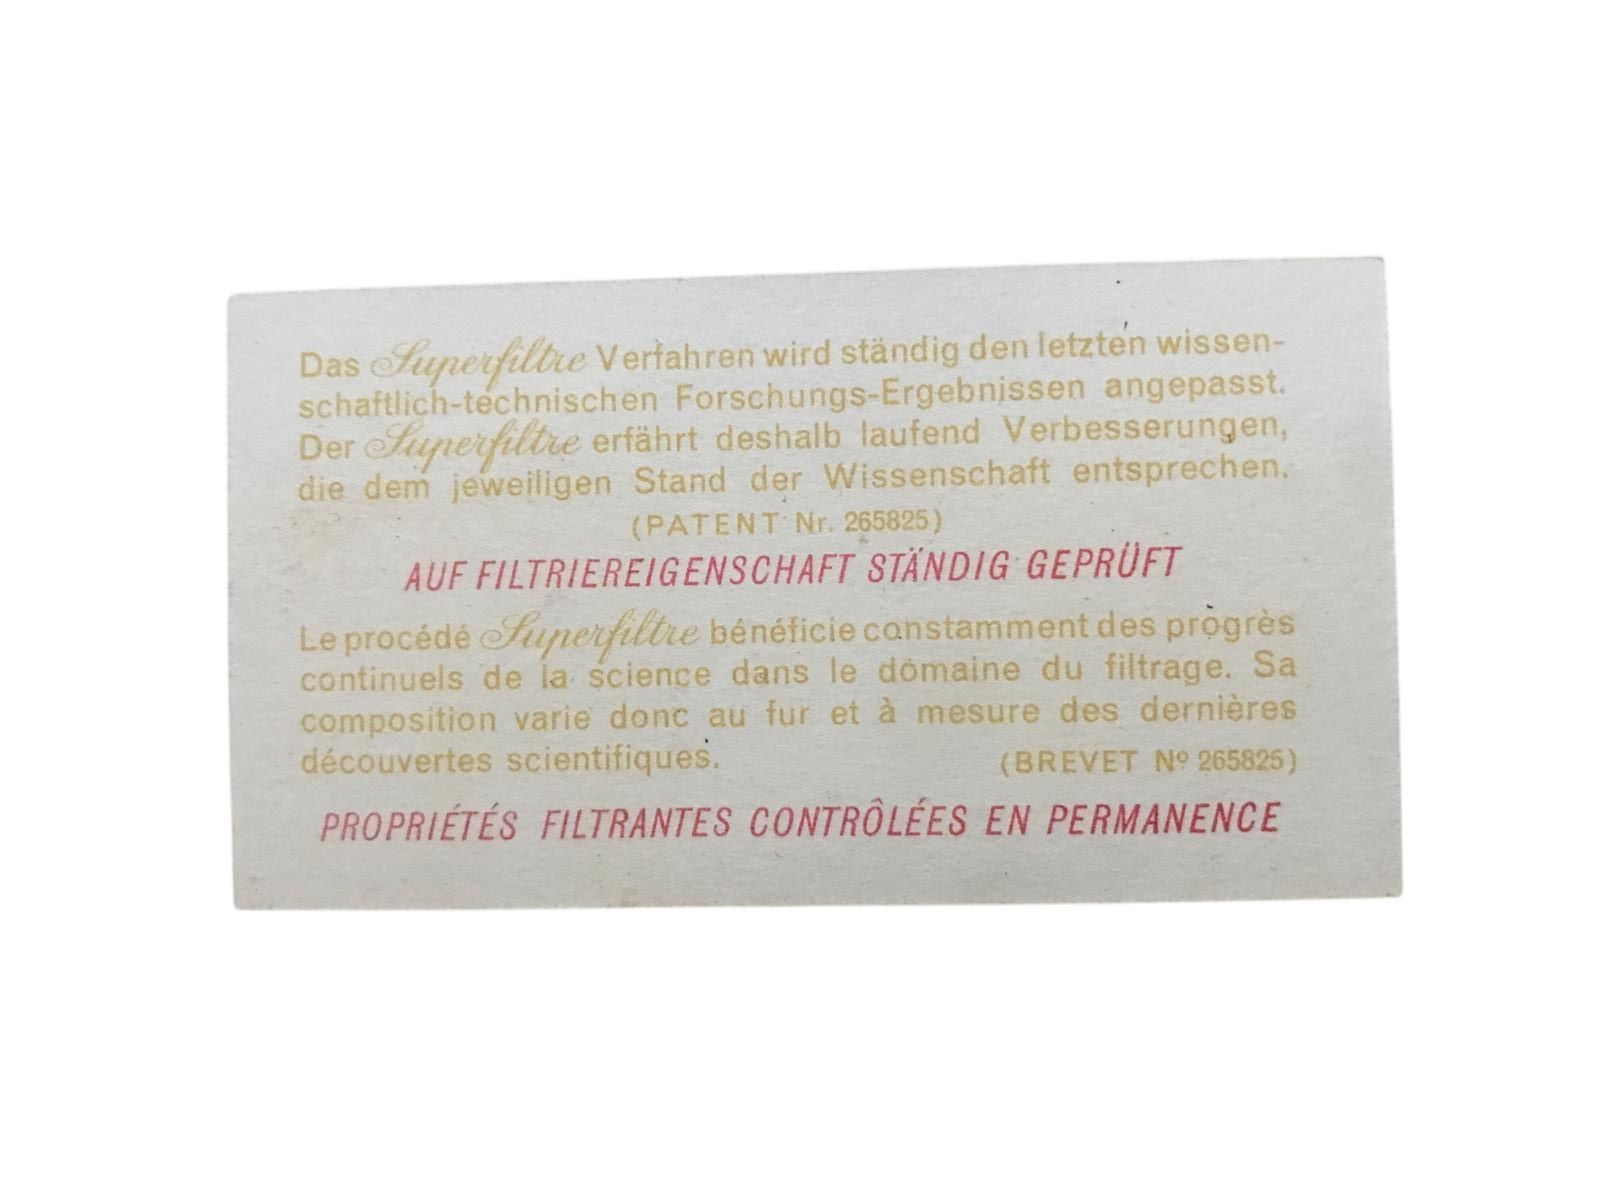 Das Superfiltre Verfahren wird ständig den letzten wissen-
schaftlich-technischen Forschungs-Ergebnissen angepasst.
Der Superfiltre erfährt deshalb laufend Verbesserungen,
die dem jeweiligen Stand der Wissenschaft entsprechen.
(PATENT Nr. 265825)
AUF FILTRIEREIGENSCHAFT STÄNDIG GEPRÜFT
Le procédé Superfiltre bénéficie constamment des progrès
continuels de la science dans le domaine du filtrage. Sa
composition varie donc au fur et à mesure des dernières
découvertes scientifiques. (BREVET Nº 265825)
PROPRIÉTÉS FILTRANTES CONTRÔLÉES EN PERMANENCE